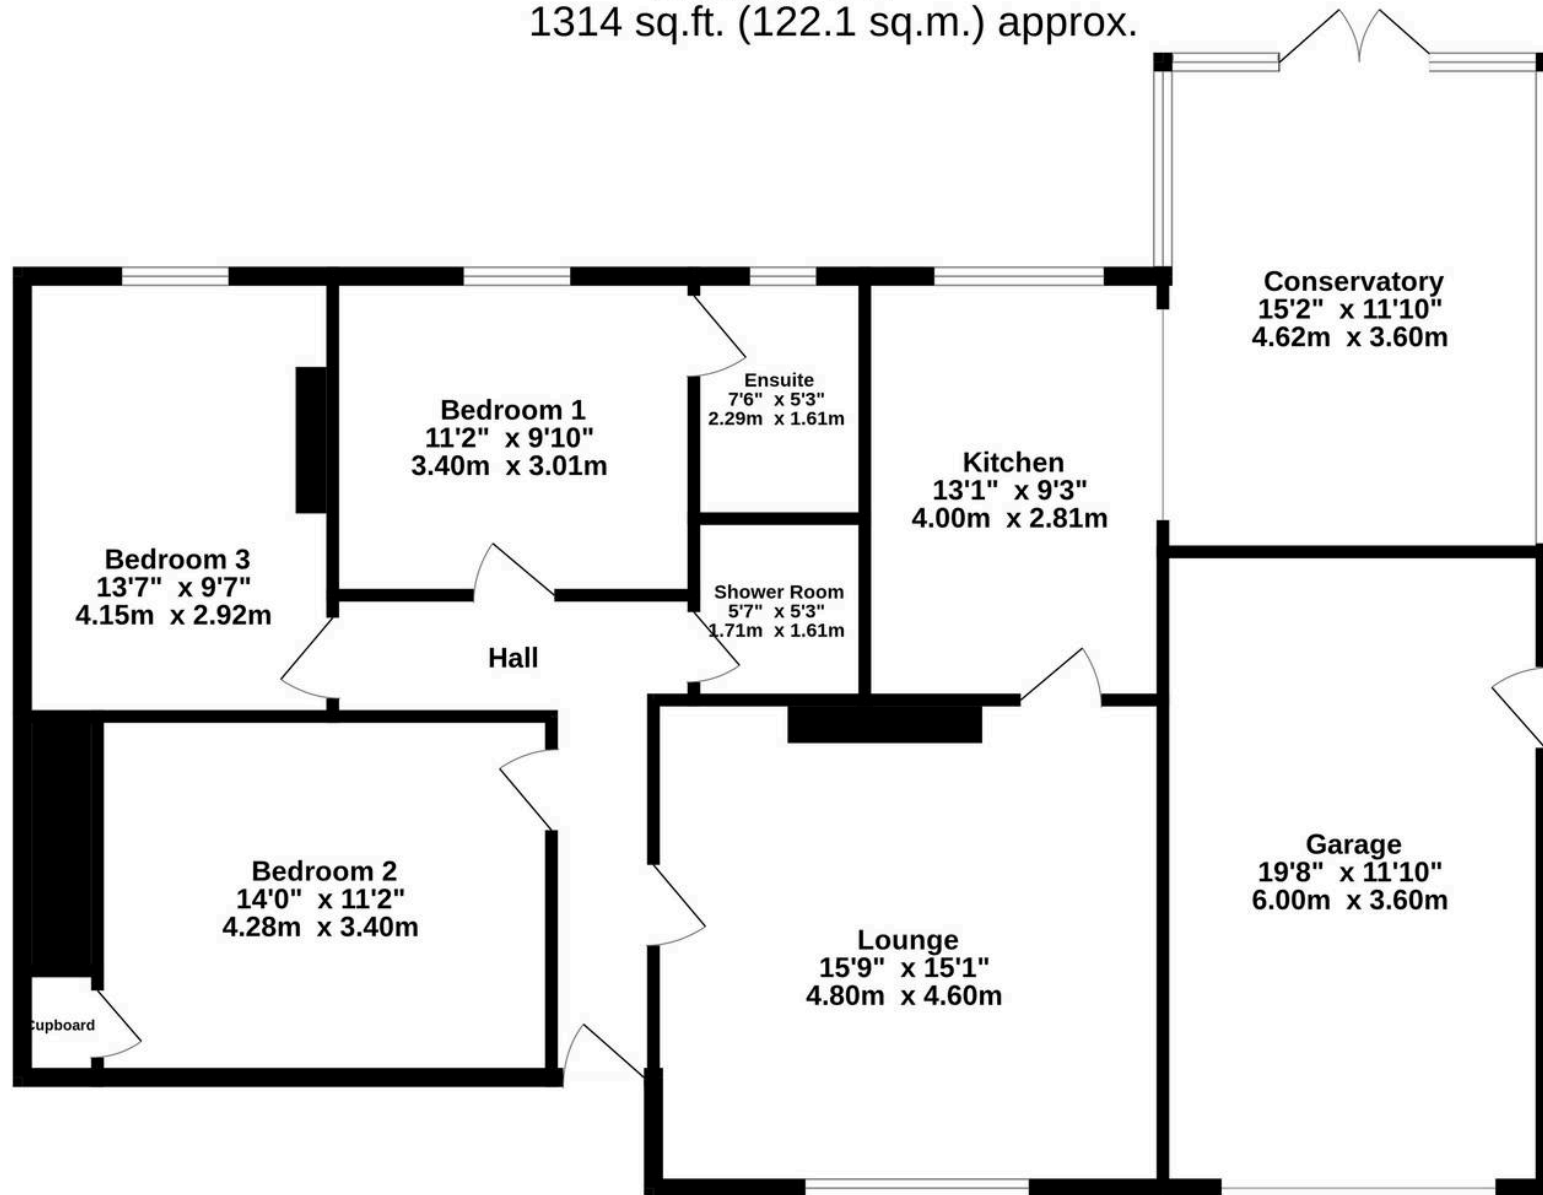 1314 sq.ft. (122.1 sq.m.) approx.
Conservatory
15'2" x 11'10"
4.62m x 3.60m
Ensuite
7'6" x 5'3"
2.29m x 1.61m
Bedroom 1
11'2" x 9'10"
3.40m x 3.01m
Kitchen
13'1" x 9'3"
4.00m x 2.81m
Bedroom 3
13'7" x 9'7"
4.15m x 2.92m
Shower Room
5'7" x 5'3"
1.71m x 1.61m
Hall
Garage
19'8" x 11'10"
6.00m x 3.60m
Bedroom 2
14'0" x 11'2"
4.28m x 3.40m
Lounge
15'9" x 15'1"
4.80m x 4.60m
Cupboard